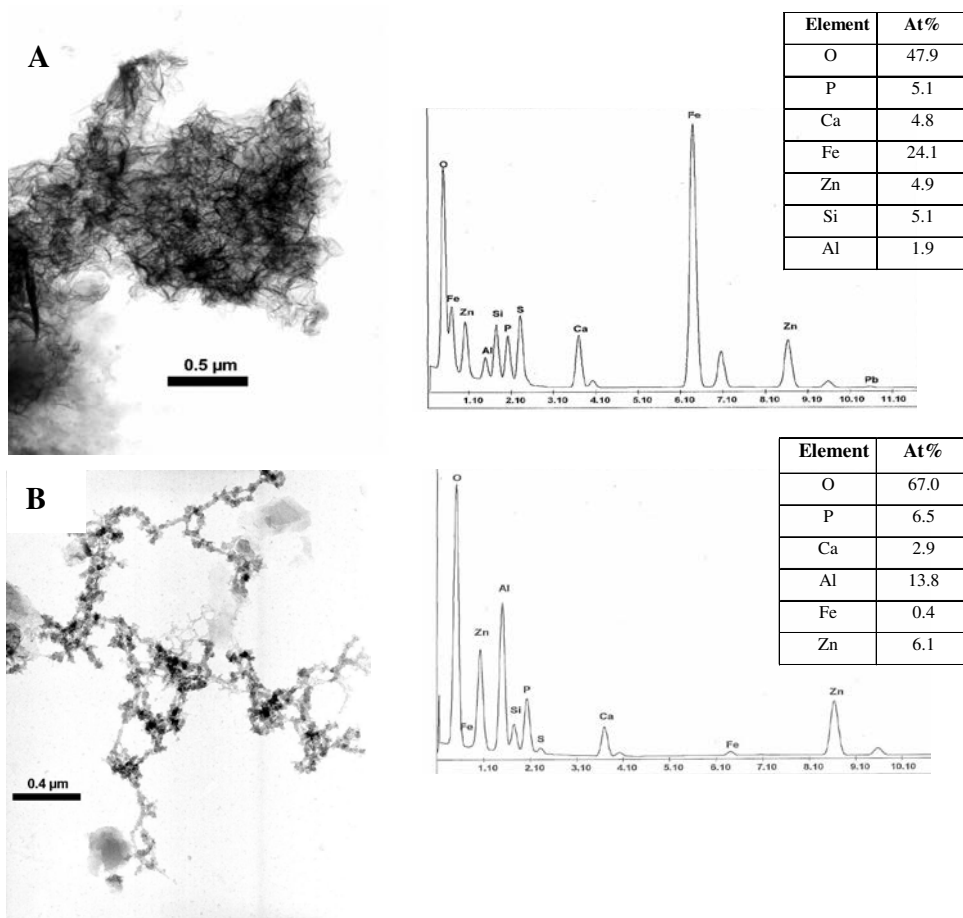 A
0.5 µm
Element At%
O 47.9
P 5.1
Ca 4.8
Fe 24.1
Zn 4.9
Si 5.1
Al 1.9
Fe
O
Fe
Zn
Al
Si
P
S
Ca
Zn
Pb
1.10 2.10 3.10 4.10 6.10 7.10 8.10 9.10 10.10 11.10
B
0.4 µm
Element At%
O 67.0
P 6.5
Ca 2.9
Al 13.8
Fe 0.4
Zn 6.1
O
Fe
Zn
Al
Si
P
S
Ca
Fe
Zn
1.10 2.10 3.10 4.10 5.10 6.10 7.10 8.10 9.10 10.10